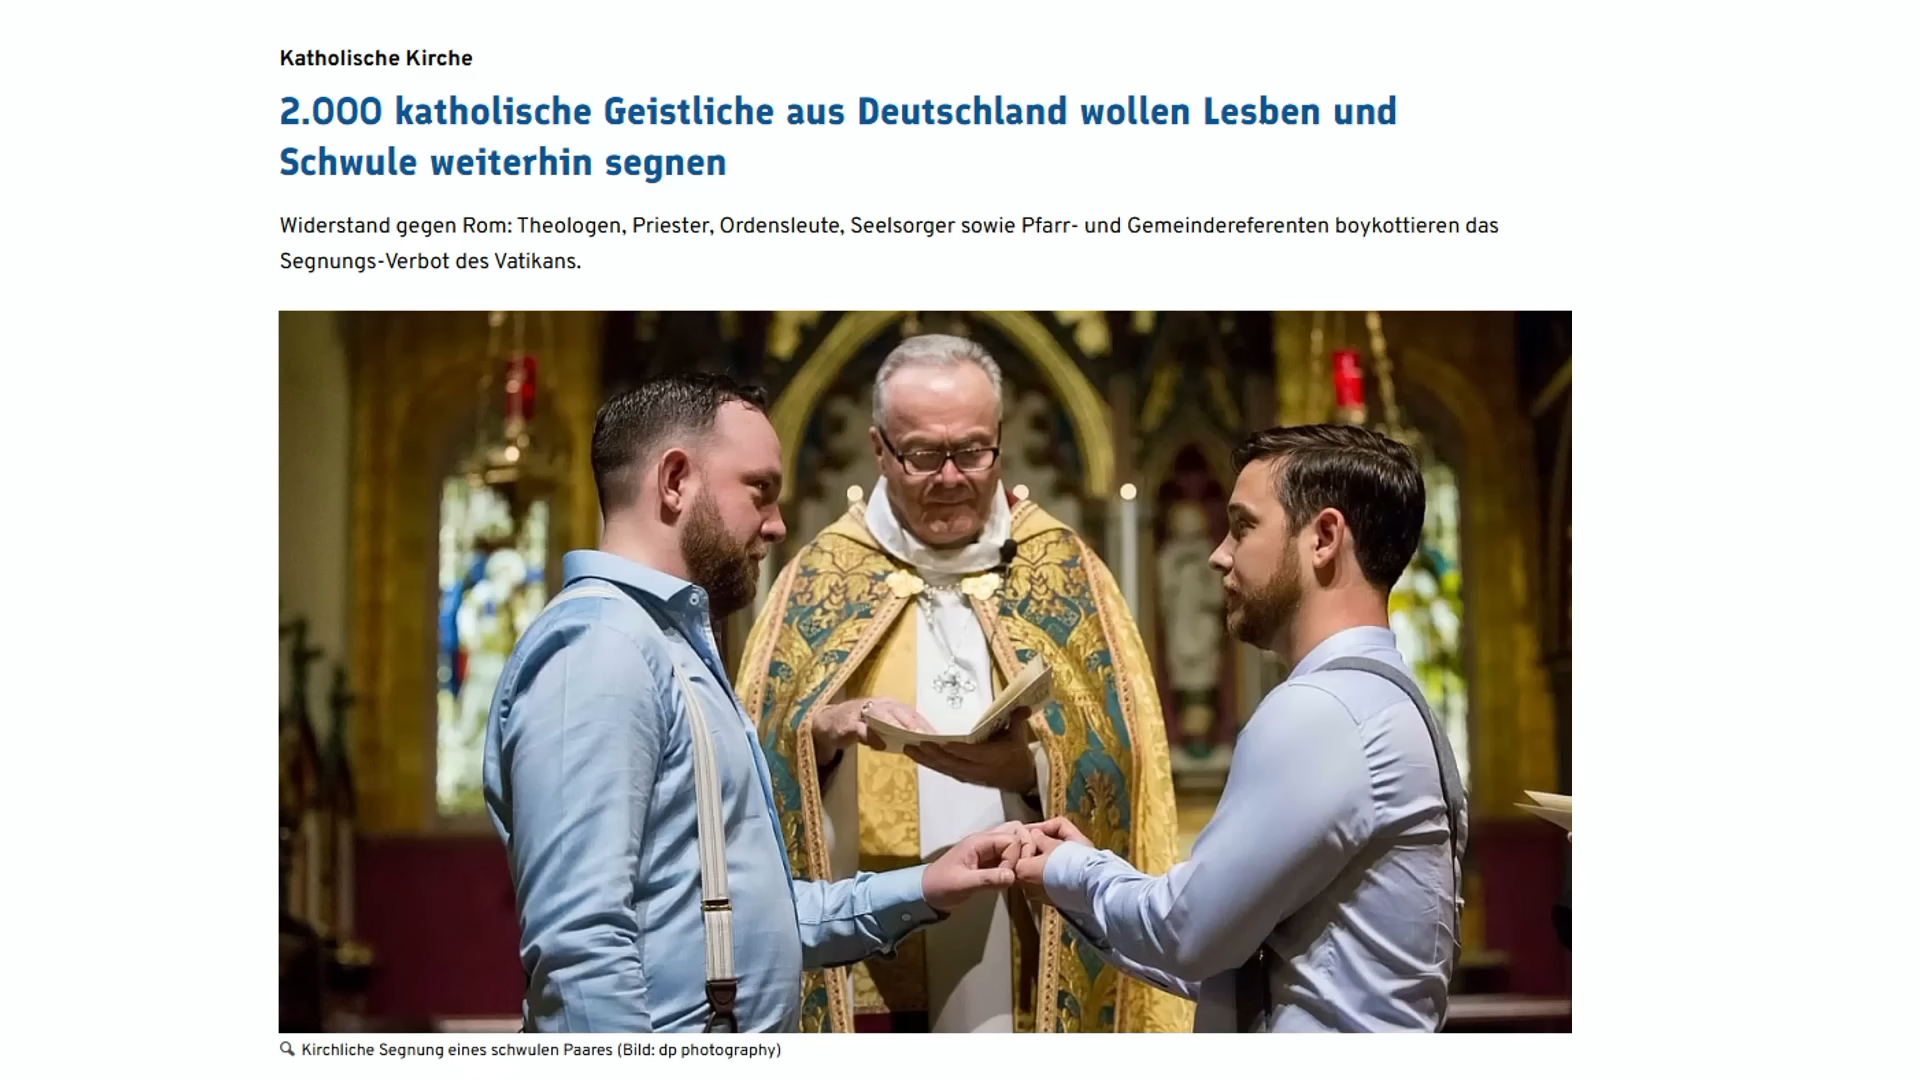 Katholische Kirche
2.000 katholische Geistliche aus Deutschland wollen Lesben und
Schwule weiterhin segnen
Widerstand gegen Rom: Theologen, Priester, Ordensleute, Seelsorger sowie Pfarr- und Gemeindereferenten boykottieren das
Segnungs-Verbot des Vatikans.
Kirchliche Segnung eines schwulen Paares (Bild: dp photography)